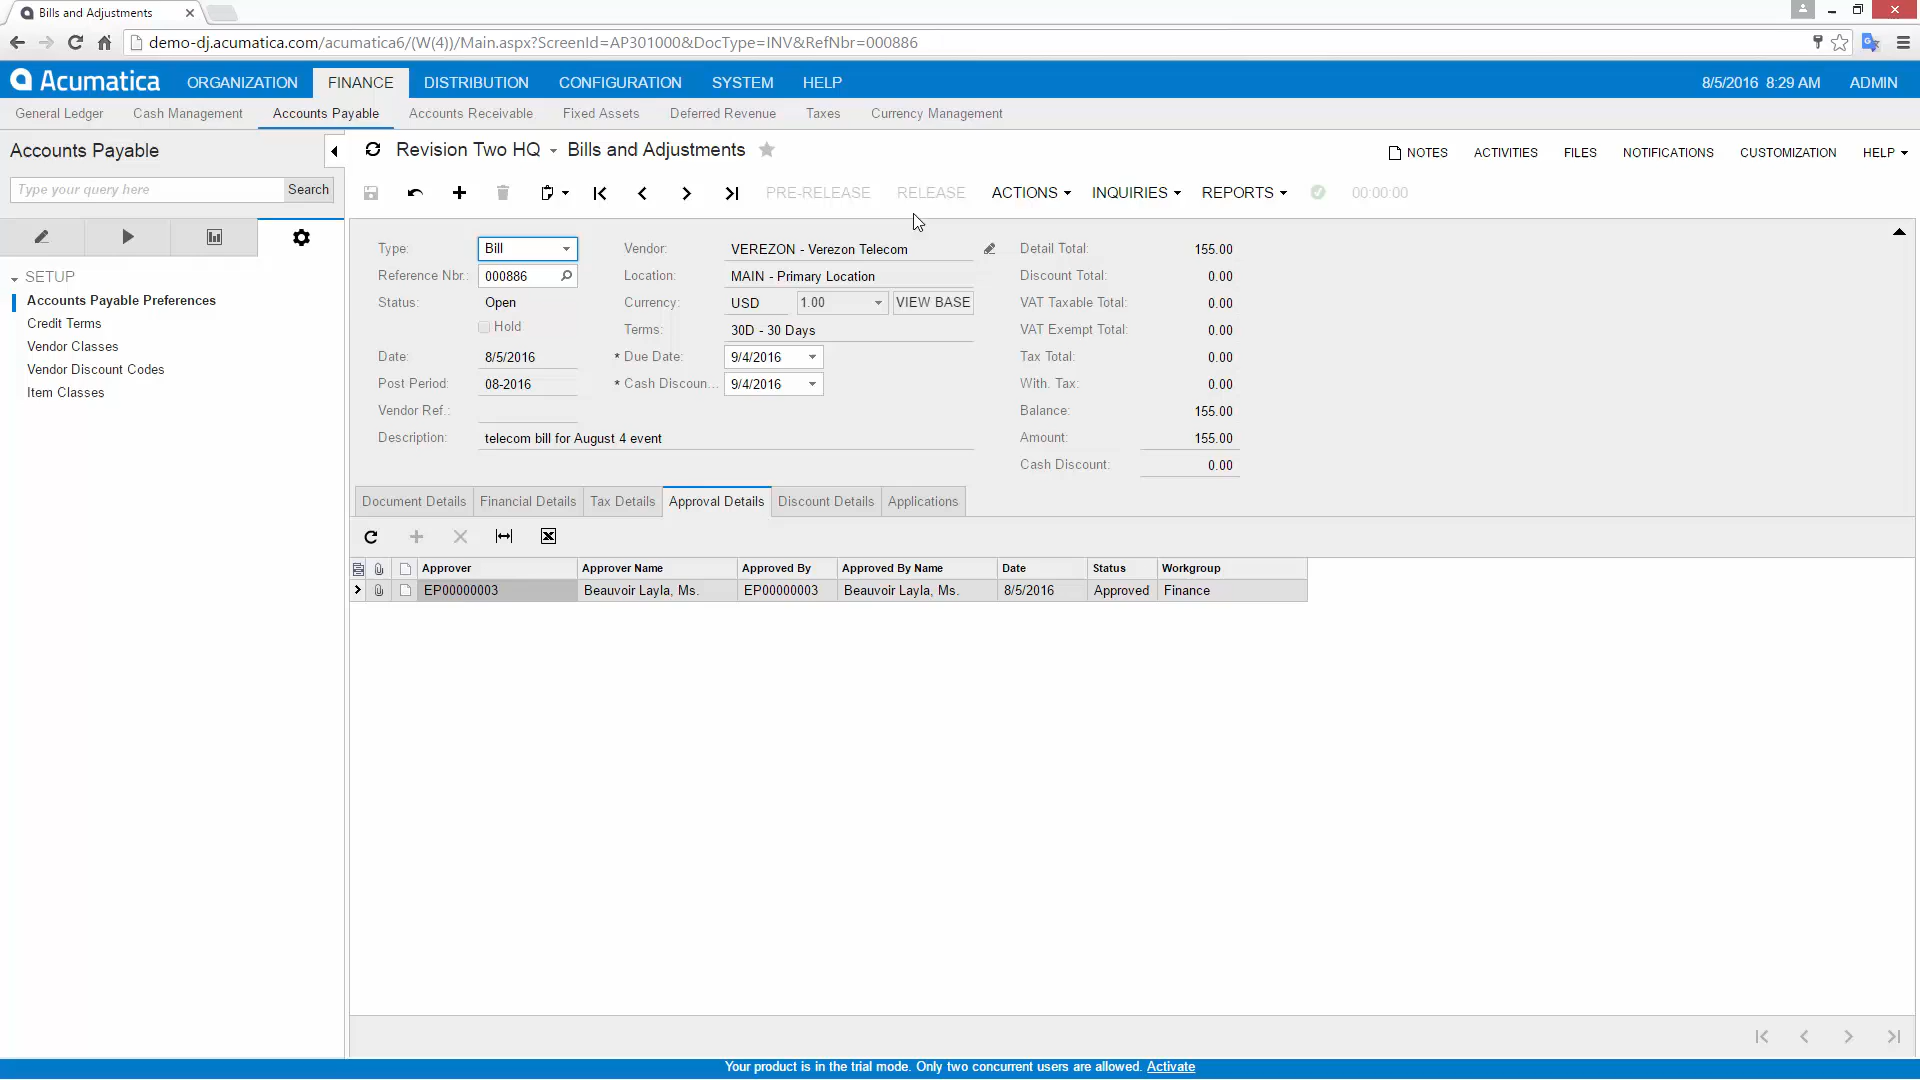 Bills and Adjustments
demo-dj.acumatica.com/acumatica6/(W(4))/Main.aspx?ScreenId=AP301000&DocType=INV&RefNbr=000886
Acumatica ORGANIZATION FINANCE DISTRIBUTION CONFIGURATION SYSTEM HELP 8/5/2016 8:29 AM ADMIN
General Ledger Cash Management Accounts Payable Accounts Receivable Fixed Assets Deferred Revenue Taxes Currency Management
Accounts Payable
Revision Two HQ - Bills and Adjustments
NOTES ACTIVITIES FILES NOTIFICATIONS CUSTOMIZATION HELP
Type your query here Search
PRE-RELEASE RELEASE ACTIONS INQUIRIES REPORTS 00:00:00
SETUP
Accounts Payable Preferences
Credit Terms
Vendor Classes
Vendor Discount Codes
Item Classes
Type: Bill Vendor: VEREZON - Verezon Telecom Detail Total: 155.00
Reference Nbr.: 000886 Location: MAIN - Primary Location Discount Total: 0.00
Status: Open Currency: USD 1.00 VIEW BASE VAT Taxable Total: 0.00
Hold Terms: 30D - 30 Days VAT Exempt Total: 0.00
Date: 8/5/2016 * Due Date: 9/4/2016 Tax Total: 0.00
Post Period: 08-2016 * Cash Discoun... 9/4/2016 With. Tax: 0.00
Vendor Ref.: Balance: 155.00
Description: telecom bill for August 4 event Amount: 155.00
Cash Discount: 0.00
Document Details Financial Details Tax Details Approval Details Discount Details Applications
Approver Approver Name Approved By Approved By Name Date Status Workgroup
EP00000003 Beauvoir Layla, Ms. EP00000003 Beauvoir Layla, Ms. 8/5/2016 Approved Finance
Your product is in the trial mode. Only two concurrent users are allowed. Activate